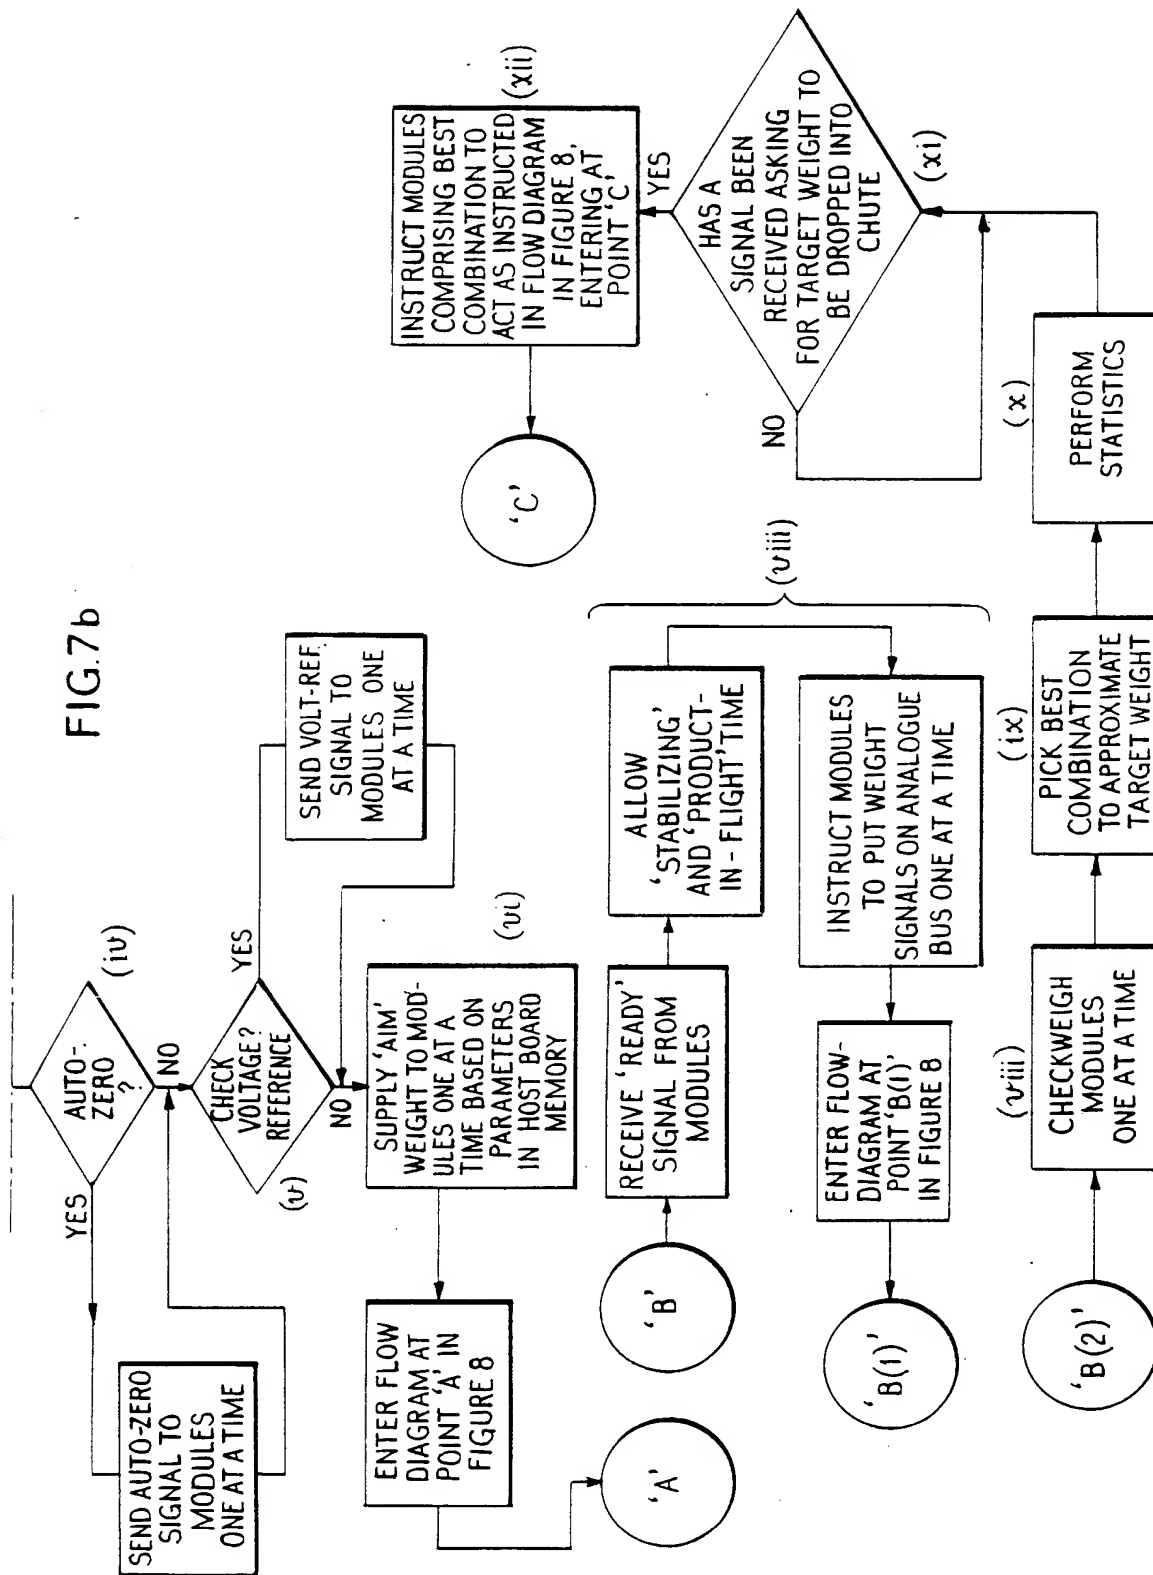 FIG.7b
AUTO-
ZERO
?
(iv)
YES
NO
SEND AUTO-ZERO
SIGNAL TO
MODULES
ONE AT A TIME
CHECK
VOLTAGE?
REFERENCE
(v)
YES
NO
SEND VOLT-REF.
SIGNAL TO
MODULES ONE
AT A TIME
SUPPLY 'AIM'
WEIGHT TO MOD-
ULES ONE AT A
TIME BASED ON
PARAMETERS
IN HOST BOARD
MEMORY
(vi)
ENTER FLOW
DIAGRAM AT
POINT 'A' IN
FIGURE 8
'A'
'B'
RECEIVE 'READY'
SIGNAL FROM
MODULES
ALLOW
'STABILIZING'
AND 'PRODUCT-
IN-FLIGHT' TIME
INSTRUCT MODULES
TO PUT WEIGHT
SIGNALS ON ANALOGUE
BUS ONE AT A TIME
(viii)
ENTER FLOW-
DIAGRAM AT
POINT 'B(1)'
IN FIGURE 8
'B(1)'
'B(2)'
(viii)
CHECKWEIGH
MODULES
ONE AT A TIME
(ix)
PICK BEST
COMBINATION
TO APPROXIMATE
TARGET WEIGHT
(x)
PERFORM
STATISTICS
HAS A
SIGNAL BEEN
RECEIVED ASKING
FOR TARGET WEIGHT TO
BE DROPPED INTO
CHUTE
(xi)
NO
YES
INSTRUCT MODULES
COMPRISING BEST
COMBINATION TO
ACT AS INSTRUCTED
IN FLOW DIAGRAM
IN FIGURE 8,
ENTERING AT
POINT 'C'
(xii)
'C'